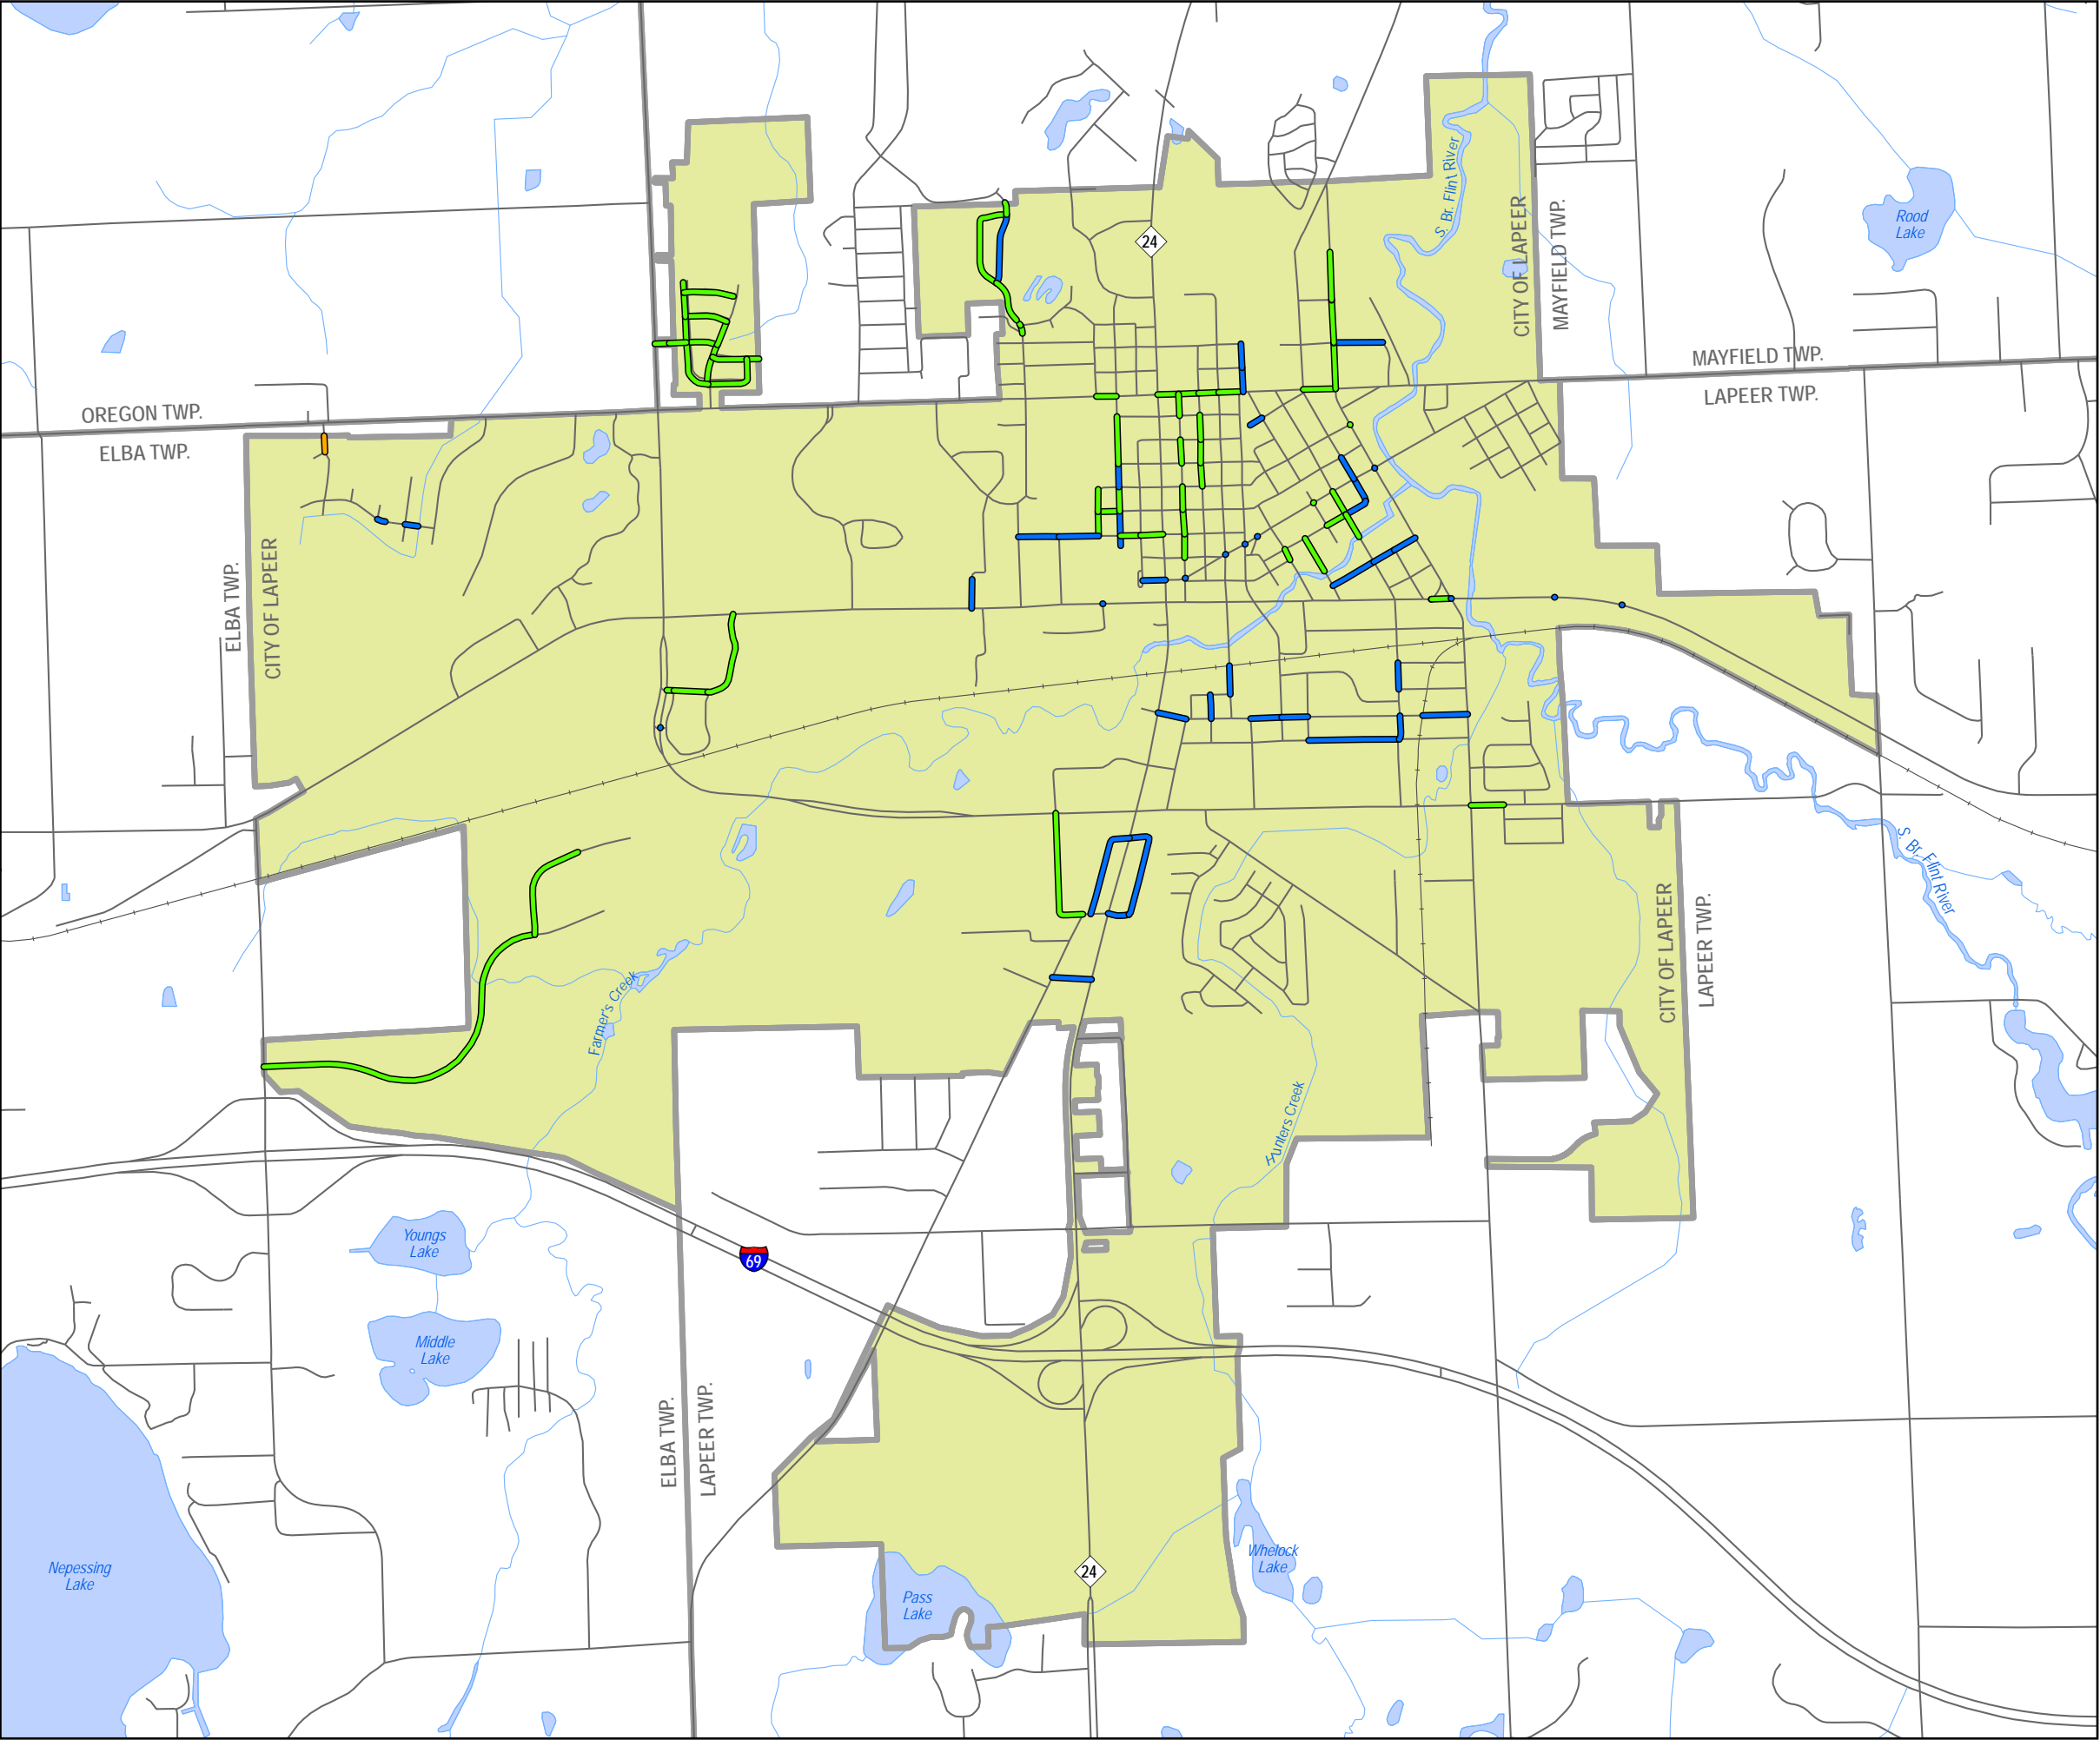 S. Br. Flint River
CITY OF LAPEER
MAYFIELD TWP.
Rood
Lake
24
MAYFIELD TWP.
LAPEER TWP.
OREGON TWP.
ELBA TWP.
ELBA TWP.
CITY OF LAPEER
S. Br. Flint River
CITY OF LAPEER
LAPEER TWP.
Farmer's Creek
Hunters Creek
Youngs
Lake
69
Middle
Lake
ELBA TWP.
LAPEER TWP.
Nepessing
Lake
Pass
Lake
24
Whelock
Lake